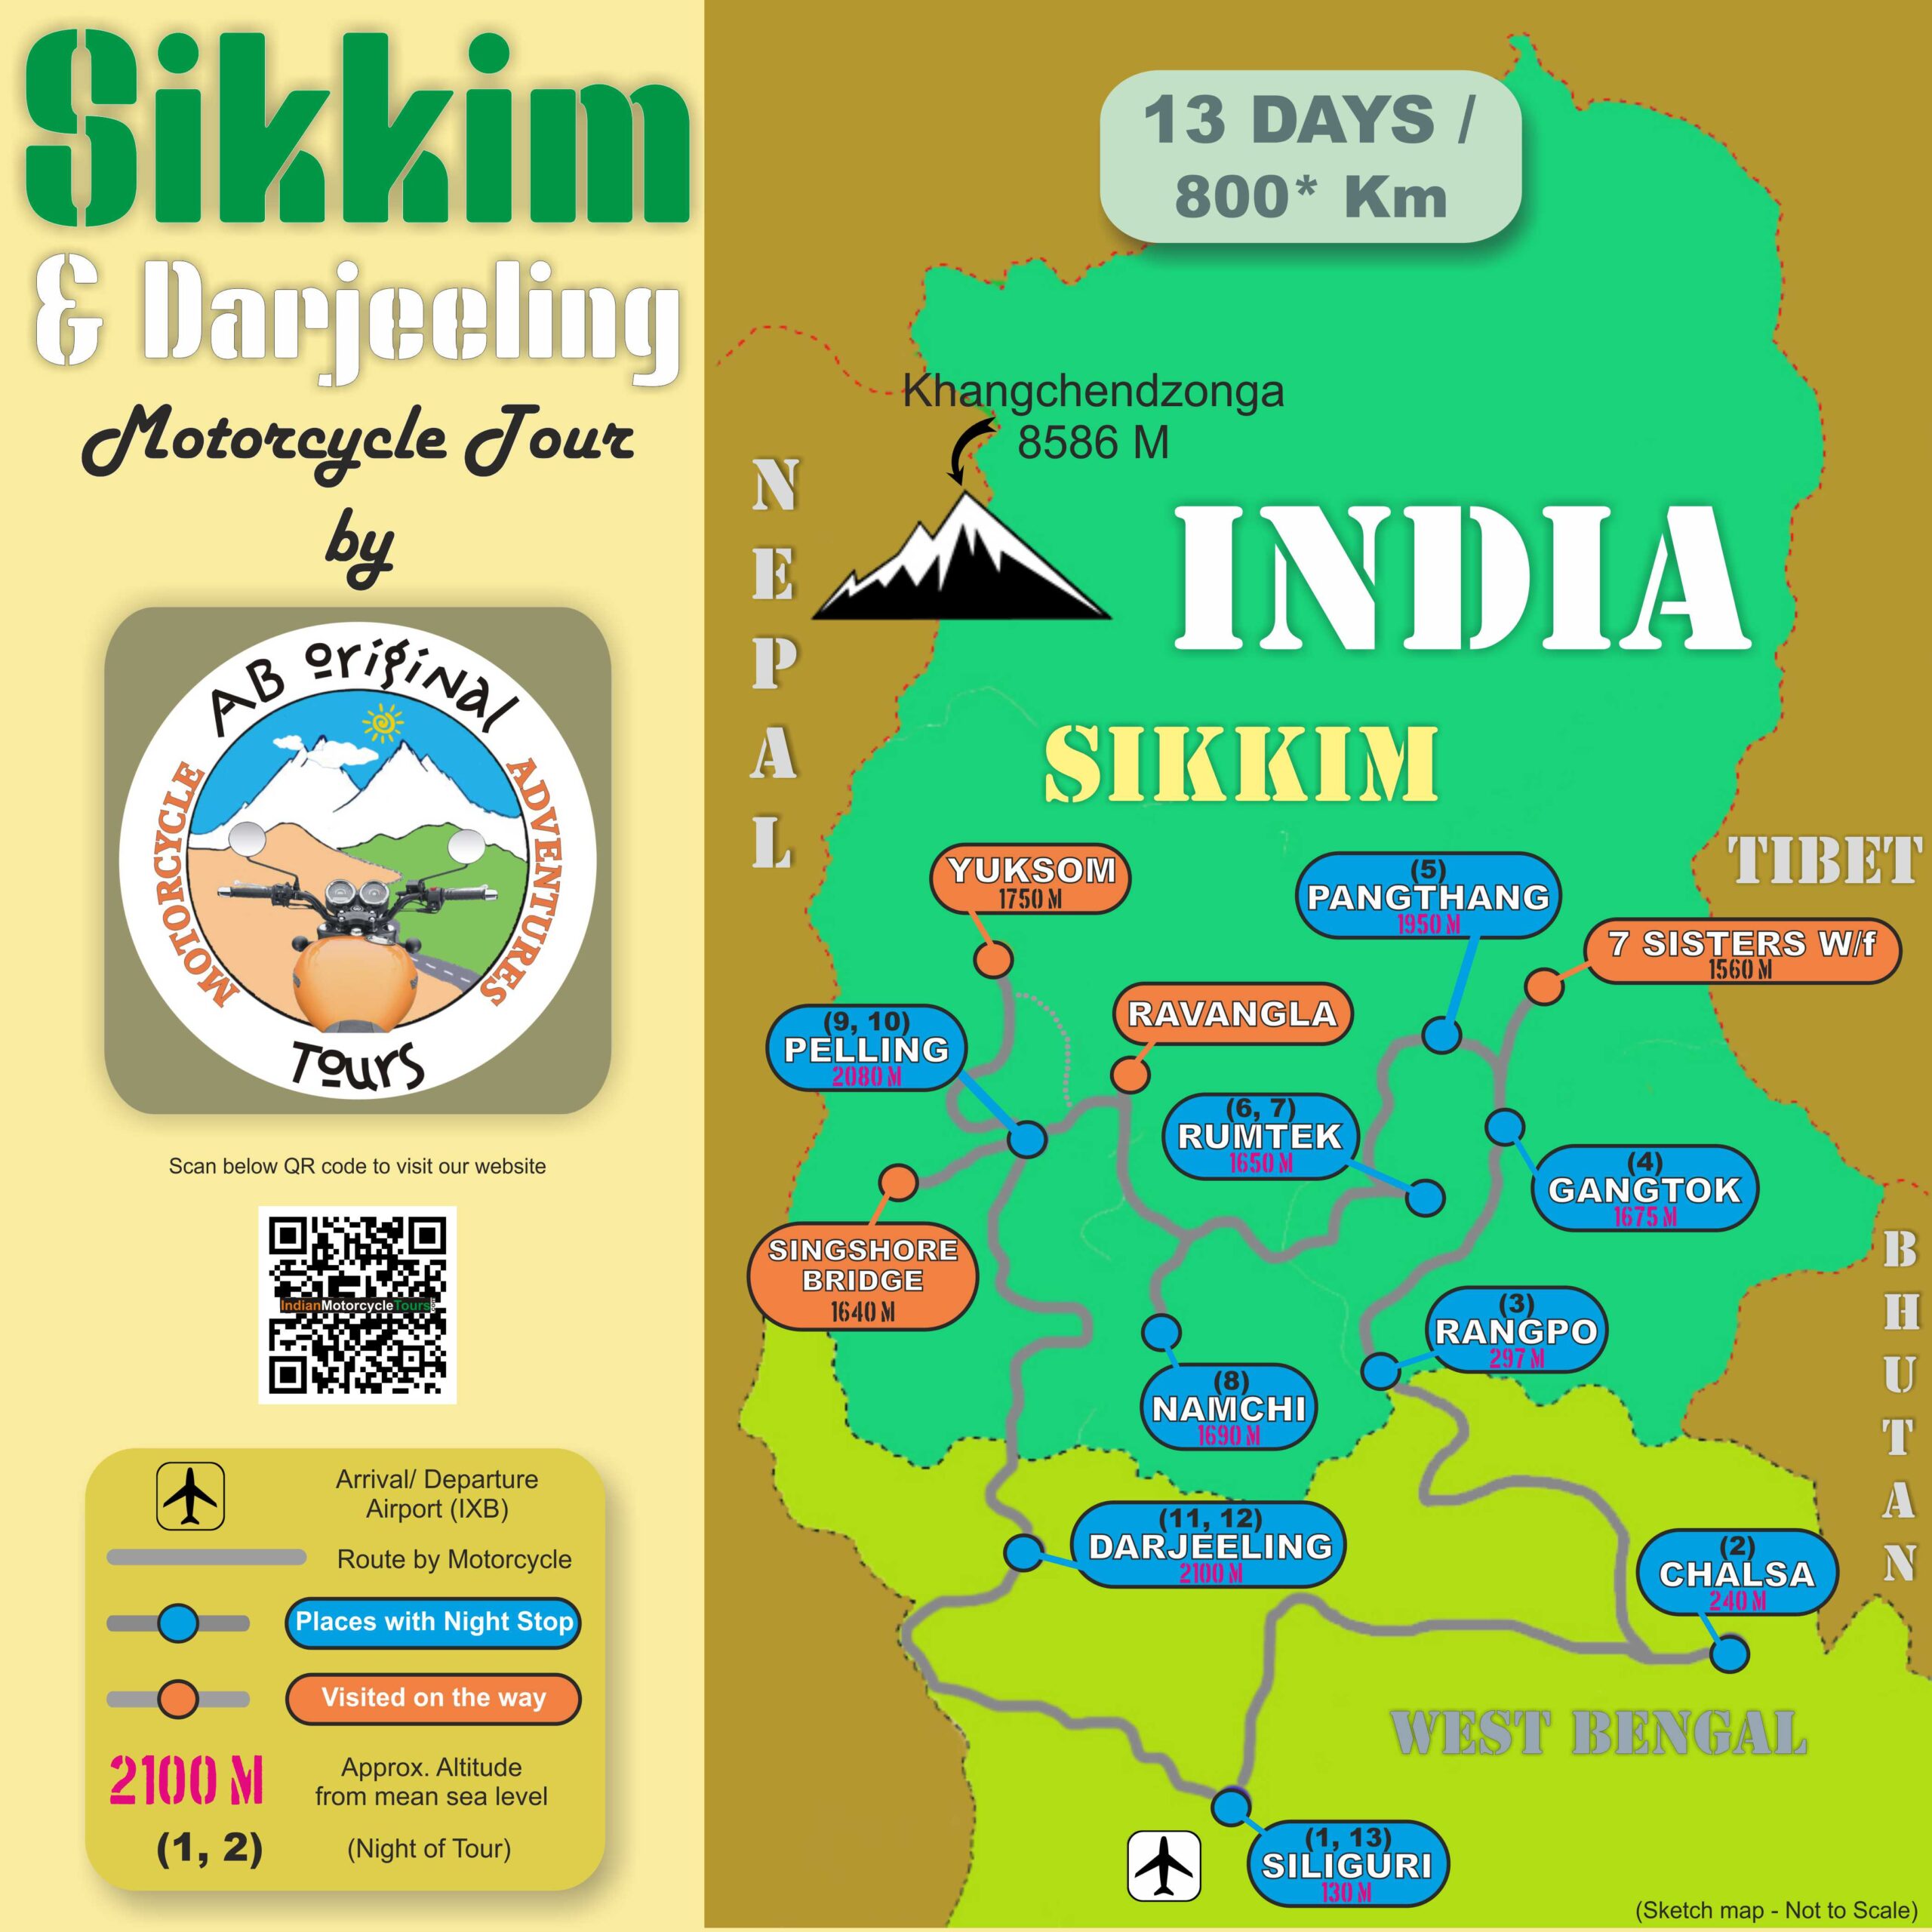 Sikkim
& Darjeeling
Motorcycle Tour
by
AB original
MOTORCYCLE
ADVENTURES
Tours
Scan below QR code to visit our website
IndianMotorcycleTours
Arrival/ Departure
Airport (IXB)
Route by Motorcycle
Places with Night Stop
Visited on the way
2100 M
Approx. Altitude
from mean sea level
(1, 2)
(Night of Tour)
13 DAYS /
800* Km
Khangchendzonga
8586 M
NEPAL
INDIA
SIKKIM
TIBET
YUKSOM
1750 M
(5)
PANGTHANG
1950 M
7 SISTERS W/f
1560 M
(9, 10)
PELLING
2080 M
RAVANGLA
(6, 7)
RUMTEK
1650 M
(4)
GANGTOK
1675 M
SINGSHORE
BRIDGE
1640 M
BHUTAN
(3)
RANGPO
297 M
(8)
NAMCHI
1690 M
(11, 12)
DARJEELING
2100 M
(2)
CHALSA
240 M
WEST BENGAL
(1, 13)
SILIGURI
130 M
(Sketch map - Not to Scale)